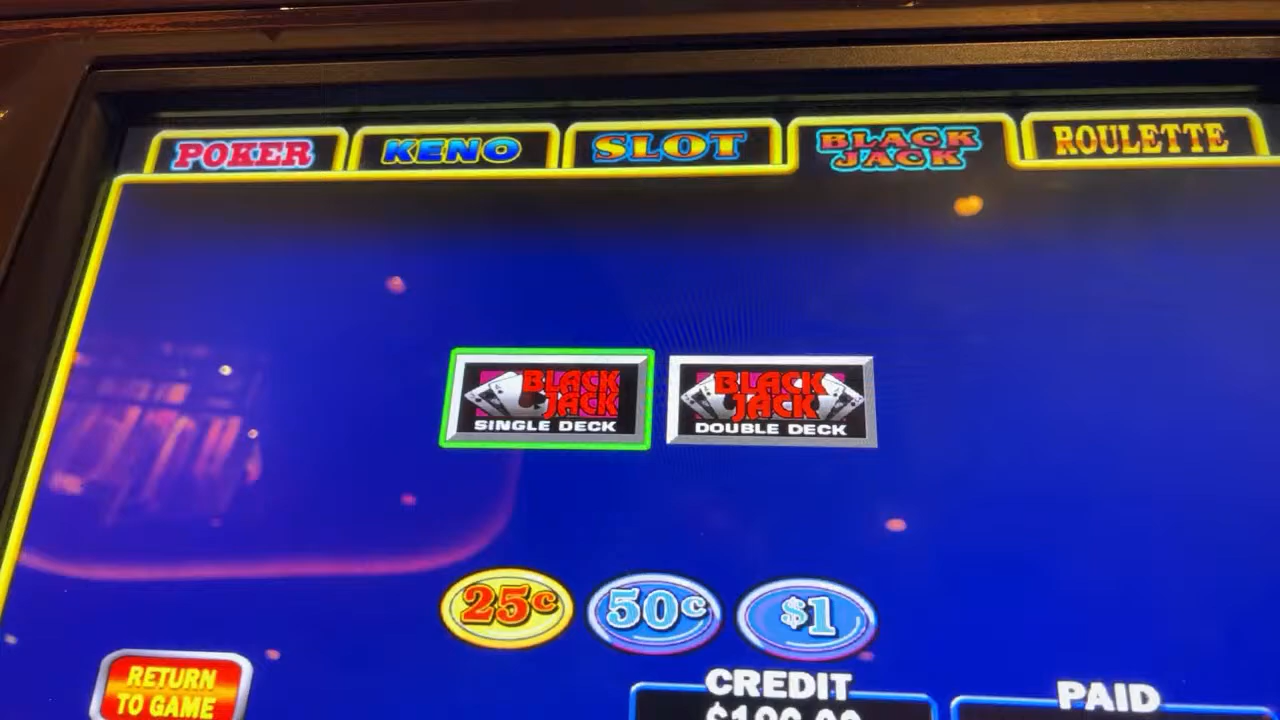 POKER
KENO
SLOT
BLACK
JACK
ROULETTE
BLACK
JACK
SINGLE DECK
BLACK
JACK
DOUBLE DECK
25¢
50¢
$1
RETURN
TO GAME
CREDIT
PAID